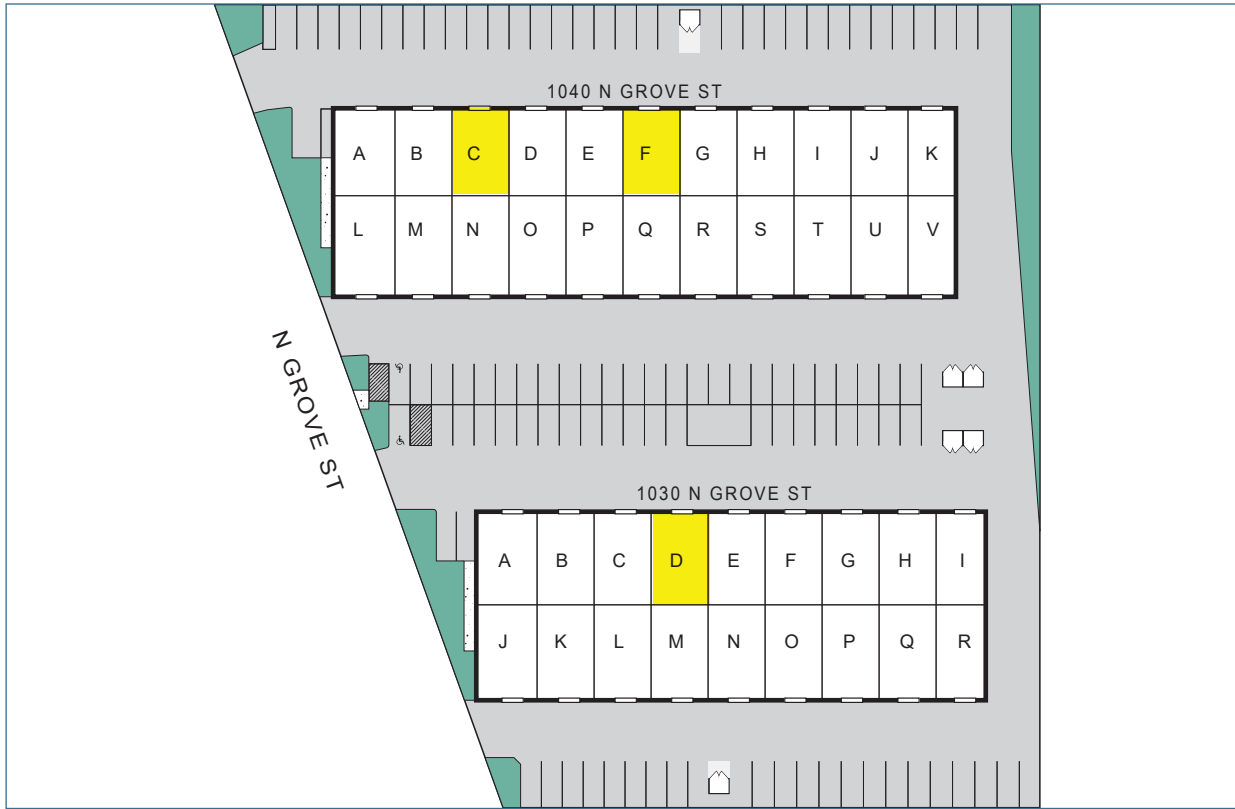 1040 N GROVE ST
A B C D E F G H I J K
L M N O P Q R S T U V
N GROVE ST
1030 N GROVE ST
A B C D E F G H I
J K L M N O P Q R